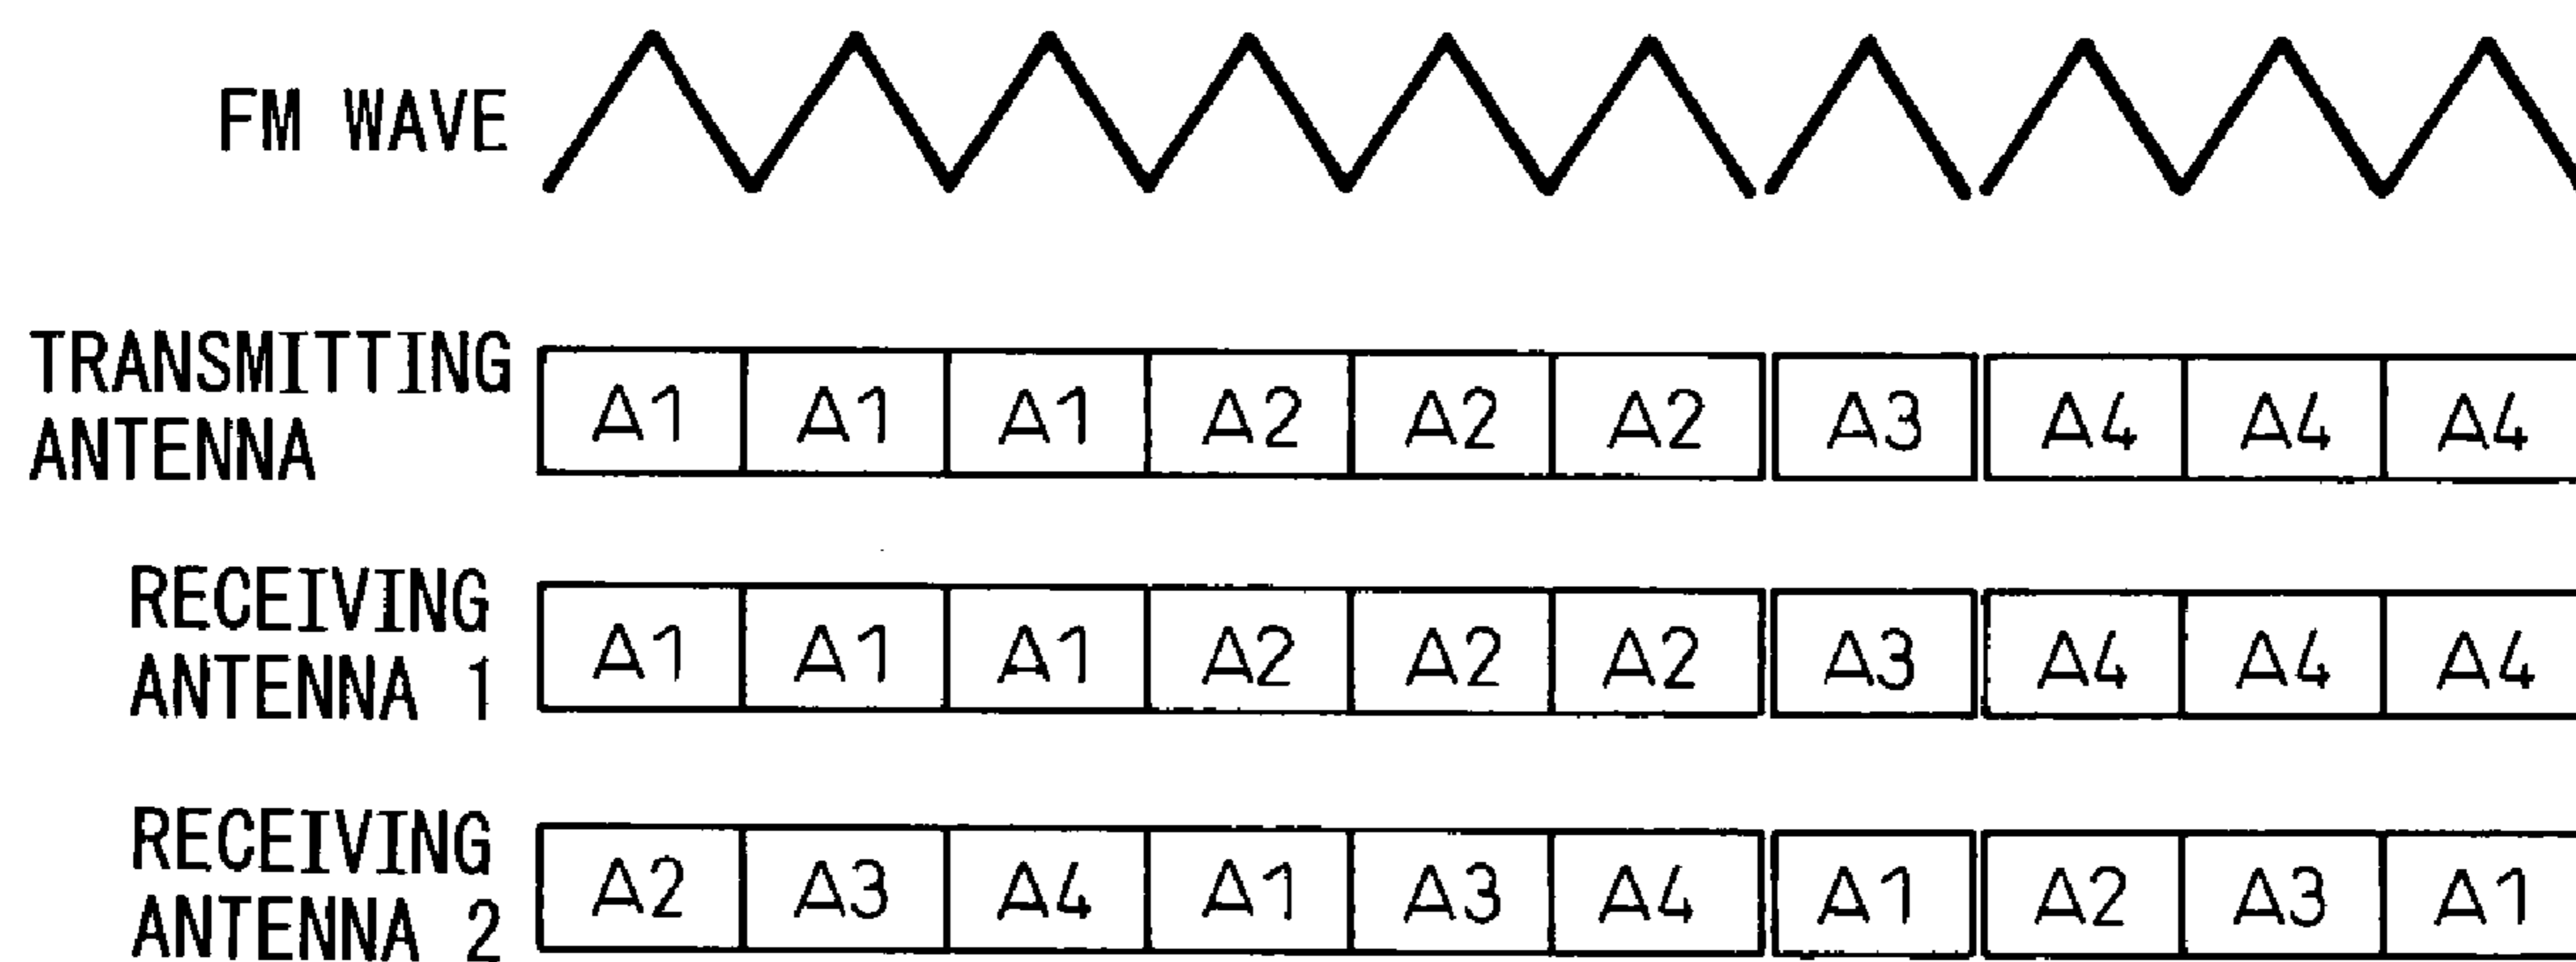 FM WAVE
TRANSMITTING
ANTENNA
A1 A1 A1 A2 A2 A2 A3 A4 A4 A4
RECEIVING
ANTENNA 1
A1 A1 A1 A2 A2 A2 A3 A4 A4 A4
RECEIVING
ANTENNA 2
A2 A3 A4 A1 A3 A4 A1 A2 A3 A1